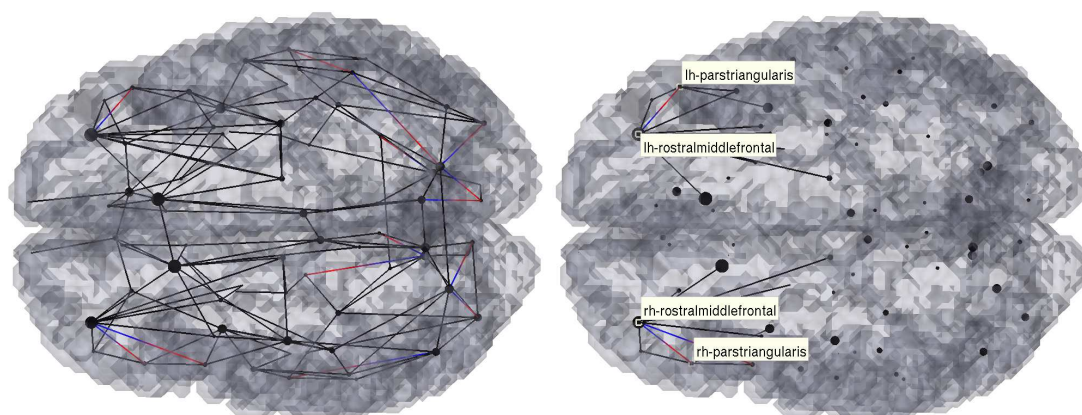 lh-parstriangularis
lh-rostralmiddlefrontal
rh-rostralmiddlefrontal
rh-parstriangularis